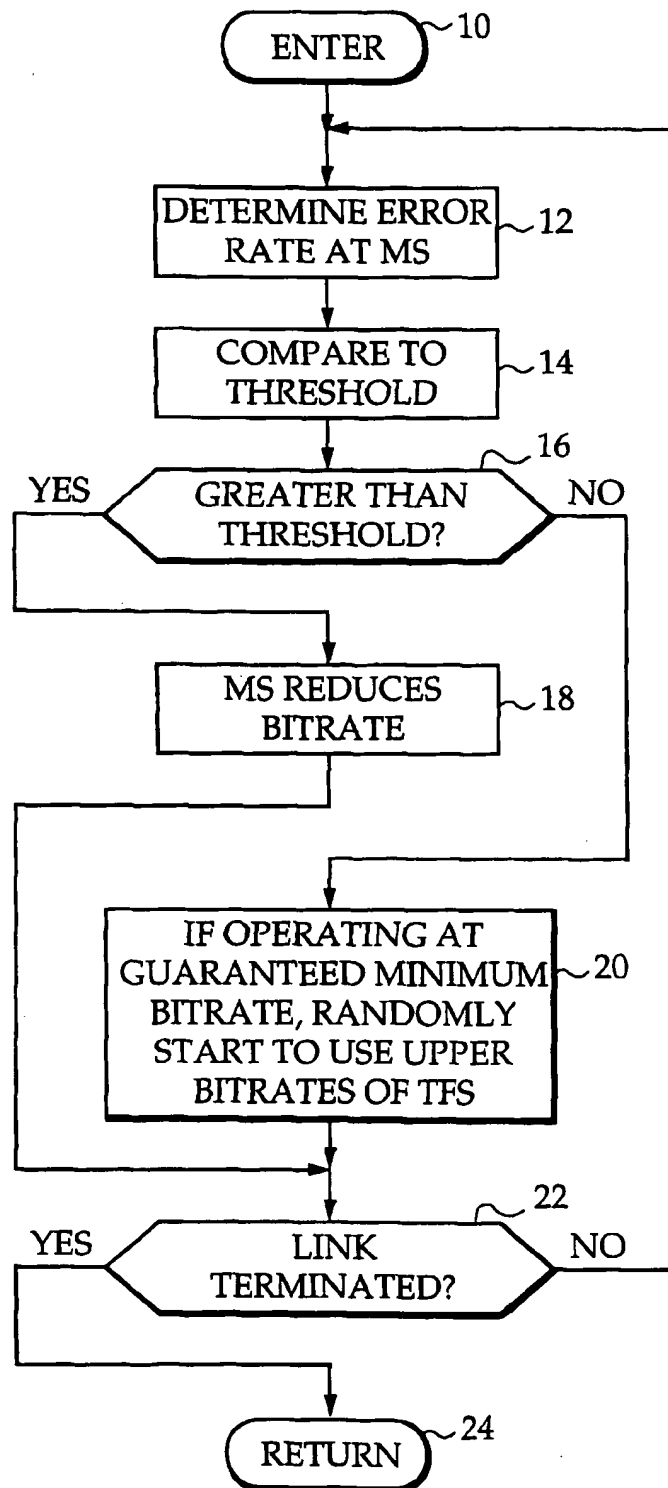 ENTER
10
DETERMINE ERROR
RATE AT MS
12
COMPARE TO
THRESHOLD
14
16
YES
GREATER THAN
THRESHOLD?
NO
MS REDUCES
BITRATE
18
IF OPERATING AT
GUARANTEED MINIMUM
BITRATE, RANDOMLY
START TO USE UPPER
BITRATES OF TFS
20
22
YES
LINK
TERMINATED?
NO
RETURN
24